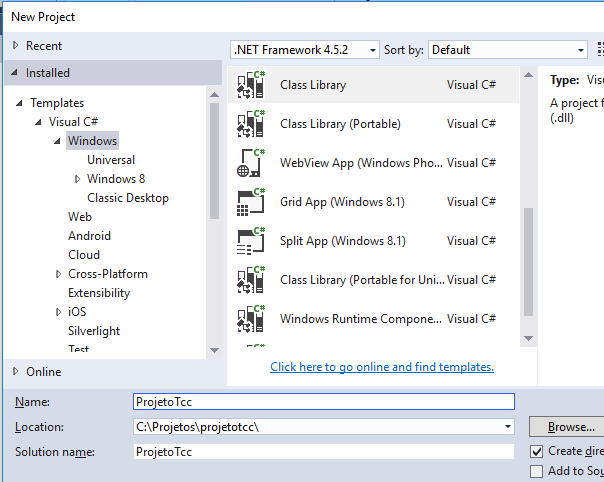 New Project
Recent
.NET Framework 4.5.2 Sort by: Default
Installed
Templates
Visual C#
Windows
Universal
Windows 8
Classic Desktop
Web
Android
Cloud
Cross-Platform
Extensibility
iOS
Silverlight
Test
Online
C# Class Library Visual C#
C# Class Library (Portable) Visual C#
C# WebView App (Windows Pho... Visual C#
C# Grid App (Windows 8.1) Visual C#
C# Split App (Windows 8.1) Visual C#
C# Class Library (Portable for Uni... Visual C#
C# Windows Runtime Compone... Visual C#
C#
Click here to go online and find templates.
Type: Vis
A project f
(.dll)
Name: ProjetoTcc
Location: C:\Projetos\projetotcc\ Browse...
Solution name: ProjetoTcc Create dire
Add to Sou